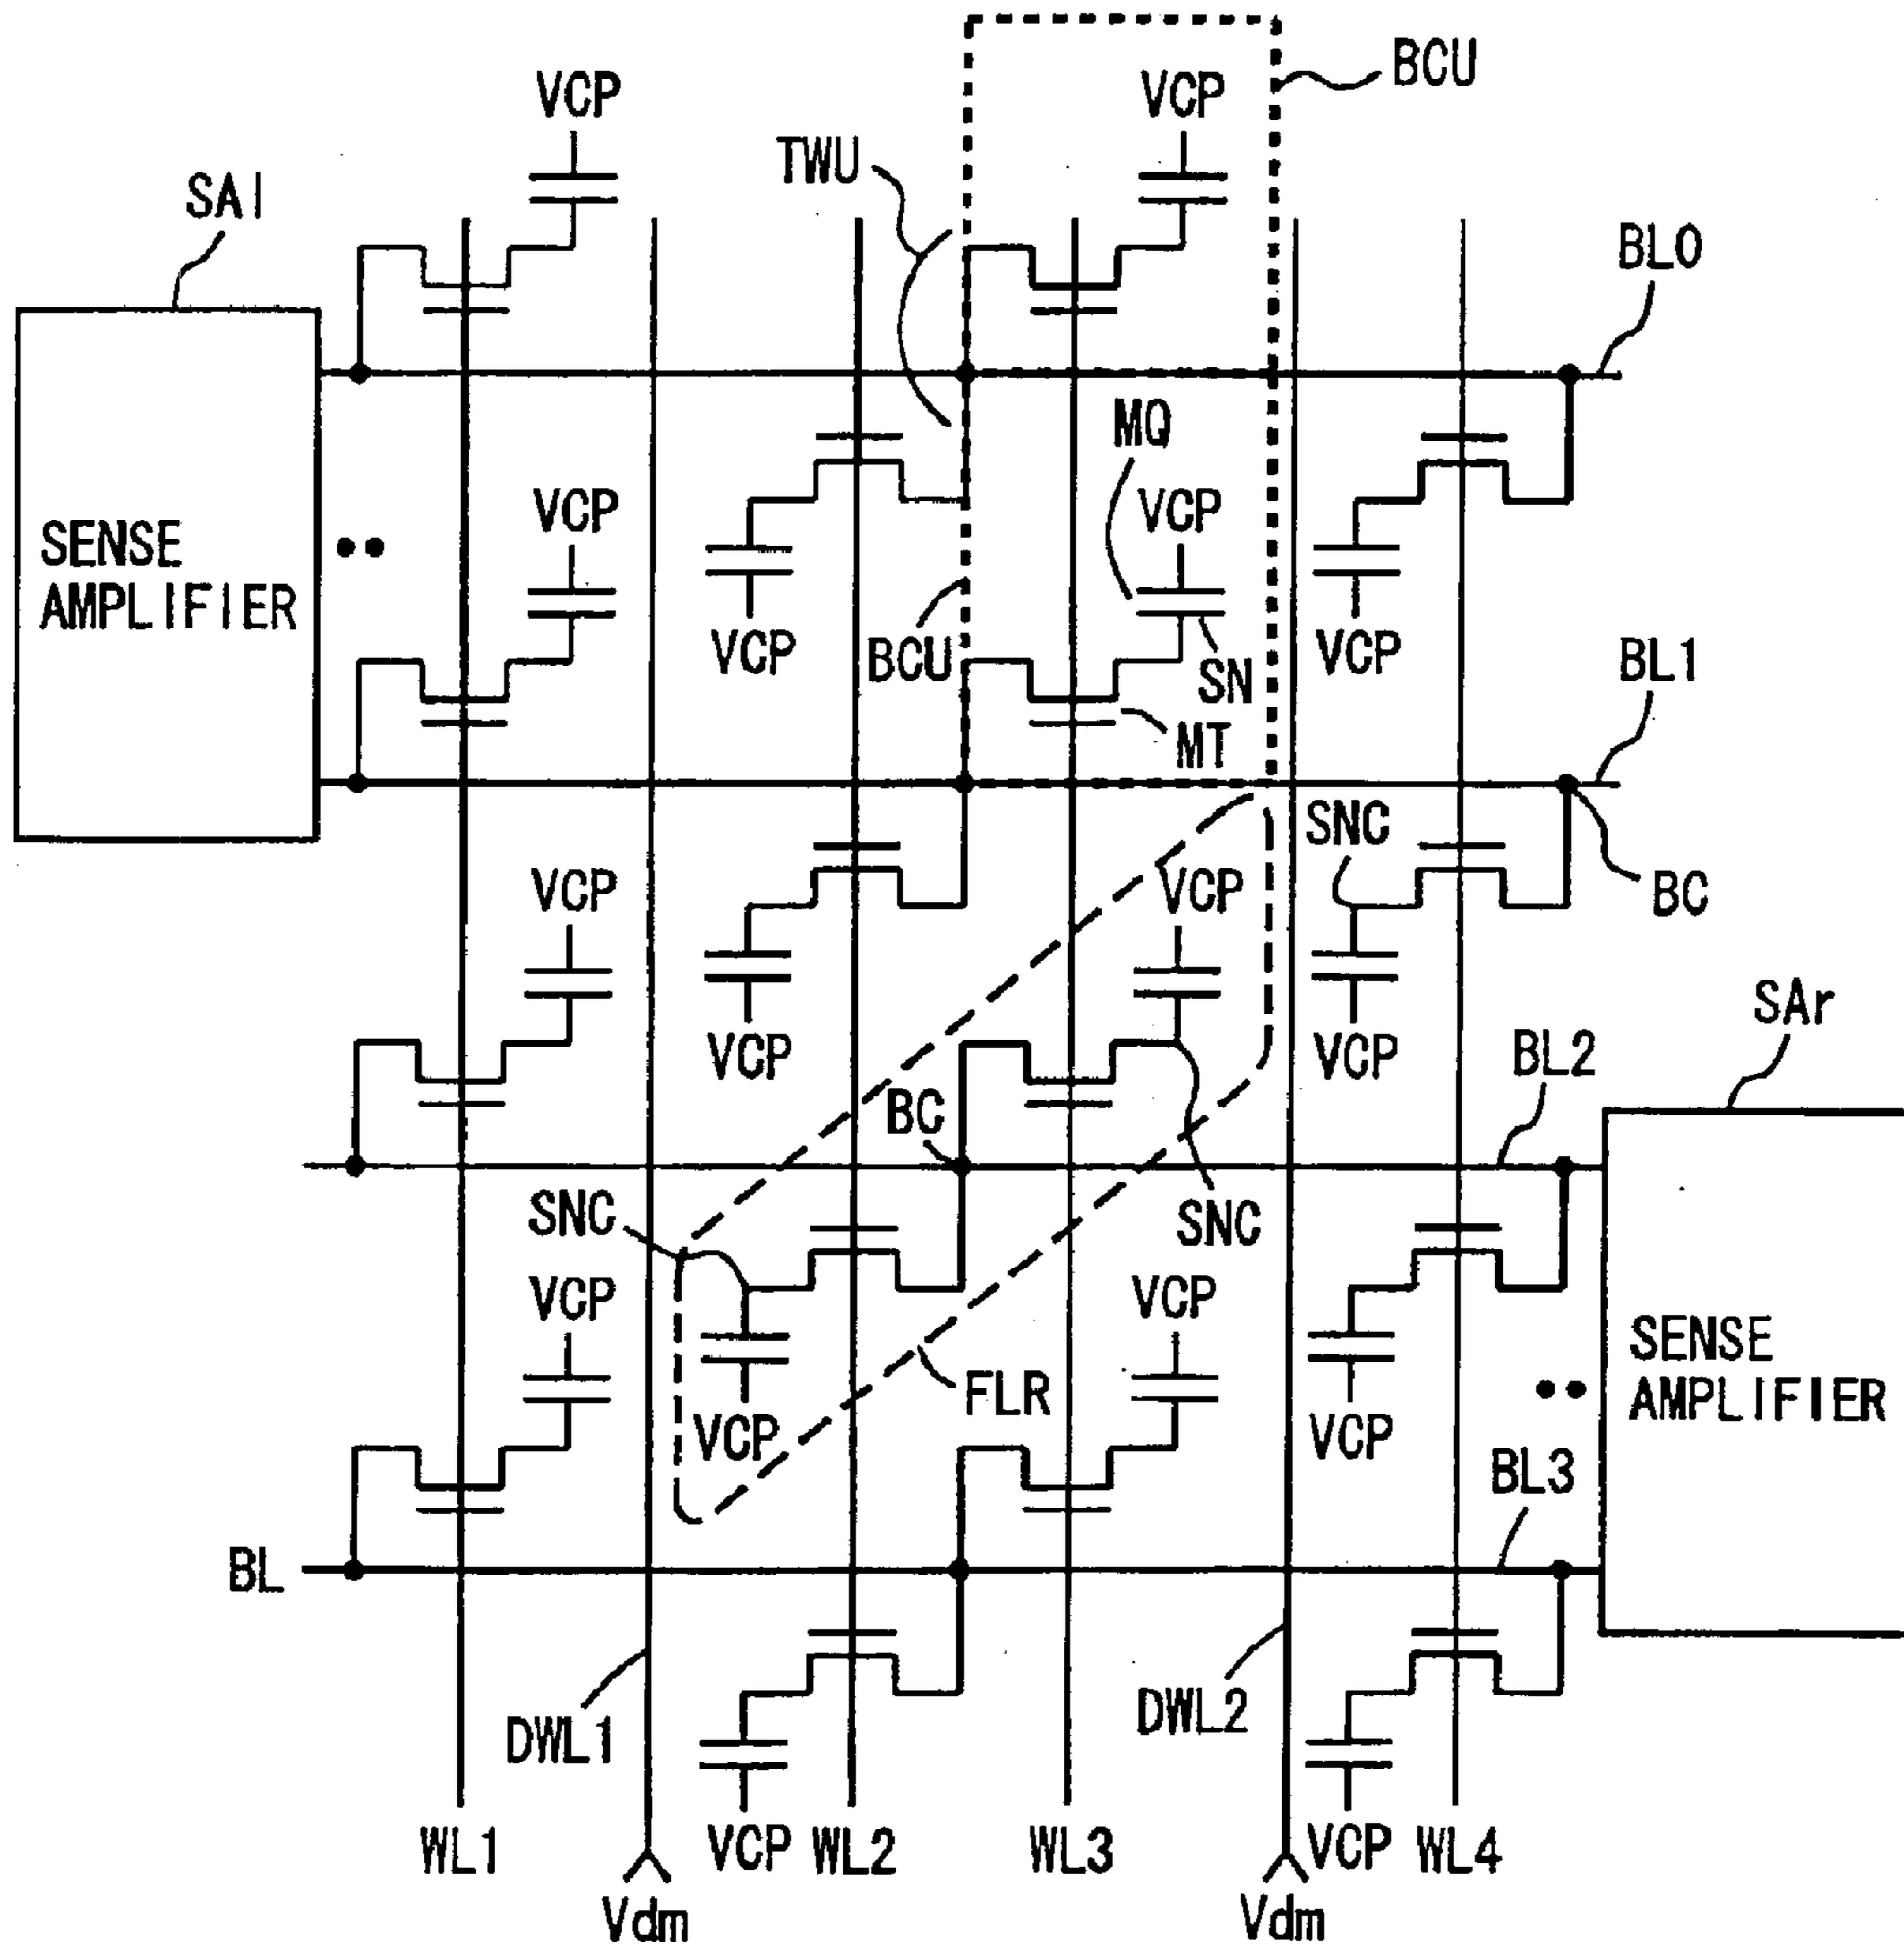 BCU
VCP
VCP
TWU
SAl
BL0
MQ
VCP
VCP
SENSE
AMPLIFIER
VCP
BCU
VCP
SN
BL1
MT
SNC
VCP
VCP
BC
SAr
VCP
VCP
BL2
BC
SNC
SNC
VCP
VCP
SENSE
AMPLIFIER
FLR
VCP
VCP
BL3
BL
DWL1
DWL2
WL1
VCP
WL2
WL3
VCP
WL4
Vdm
Vdm